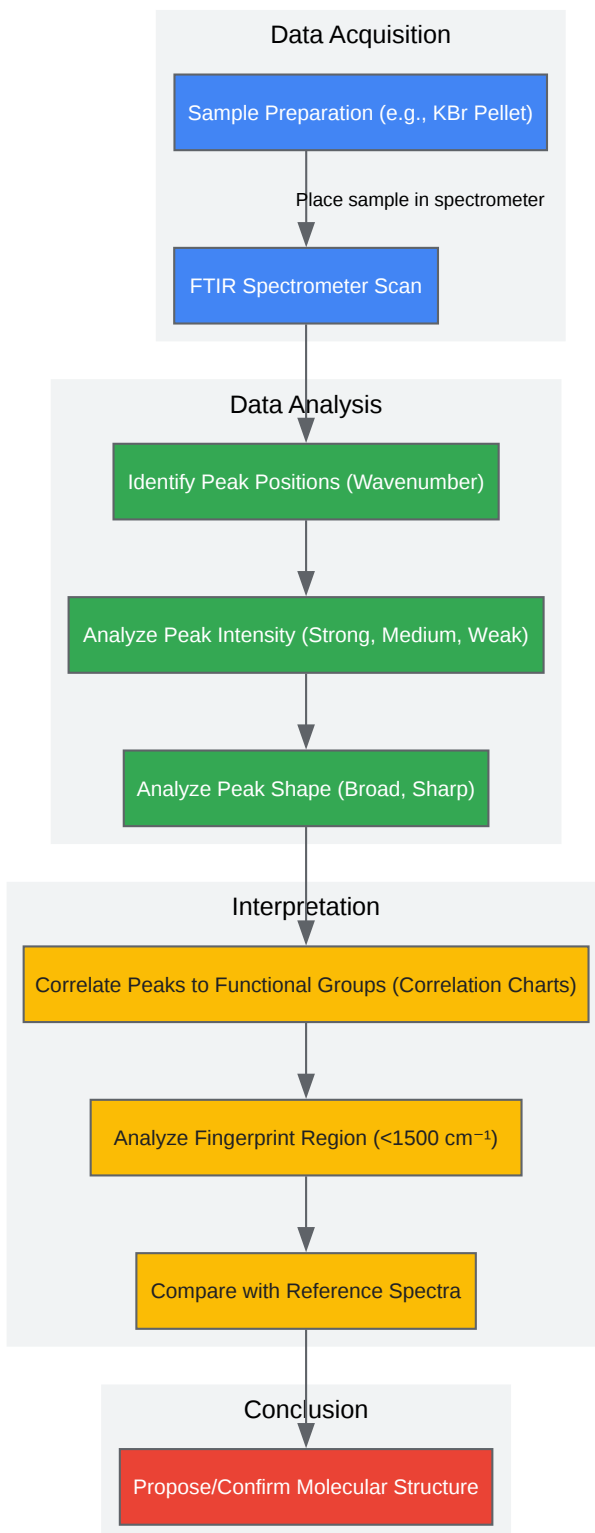 Data Acquisition
Sample Preparation (e.g., KBr Pellet)
Place sample in spectrometer
FTIR Spectrometer Scan
Data Analysis
Identify Peak Positions (Wavenumber)
Analyze Peak Intensity (Strong, Medium, Weak)
Analyze Peak Shape (Broad, Sharp)
Interpretation
Correlate Peaks to Functional Groups (Correlation Charts)
Analyze Fingerprint Region (<1500 cm⁻¹)
Compare with Reference Spectra
Conclusion
Propose/Confirm Molecular Structure